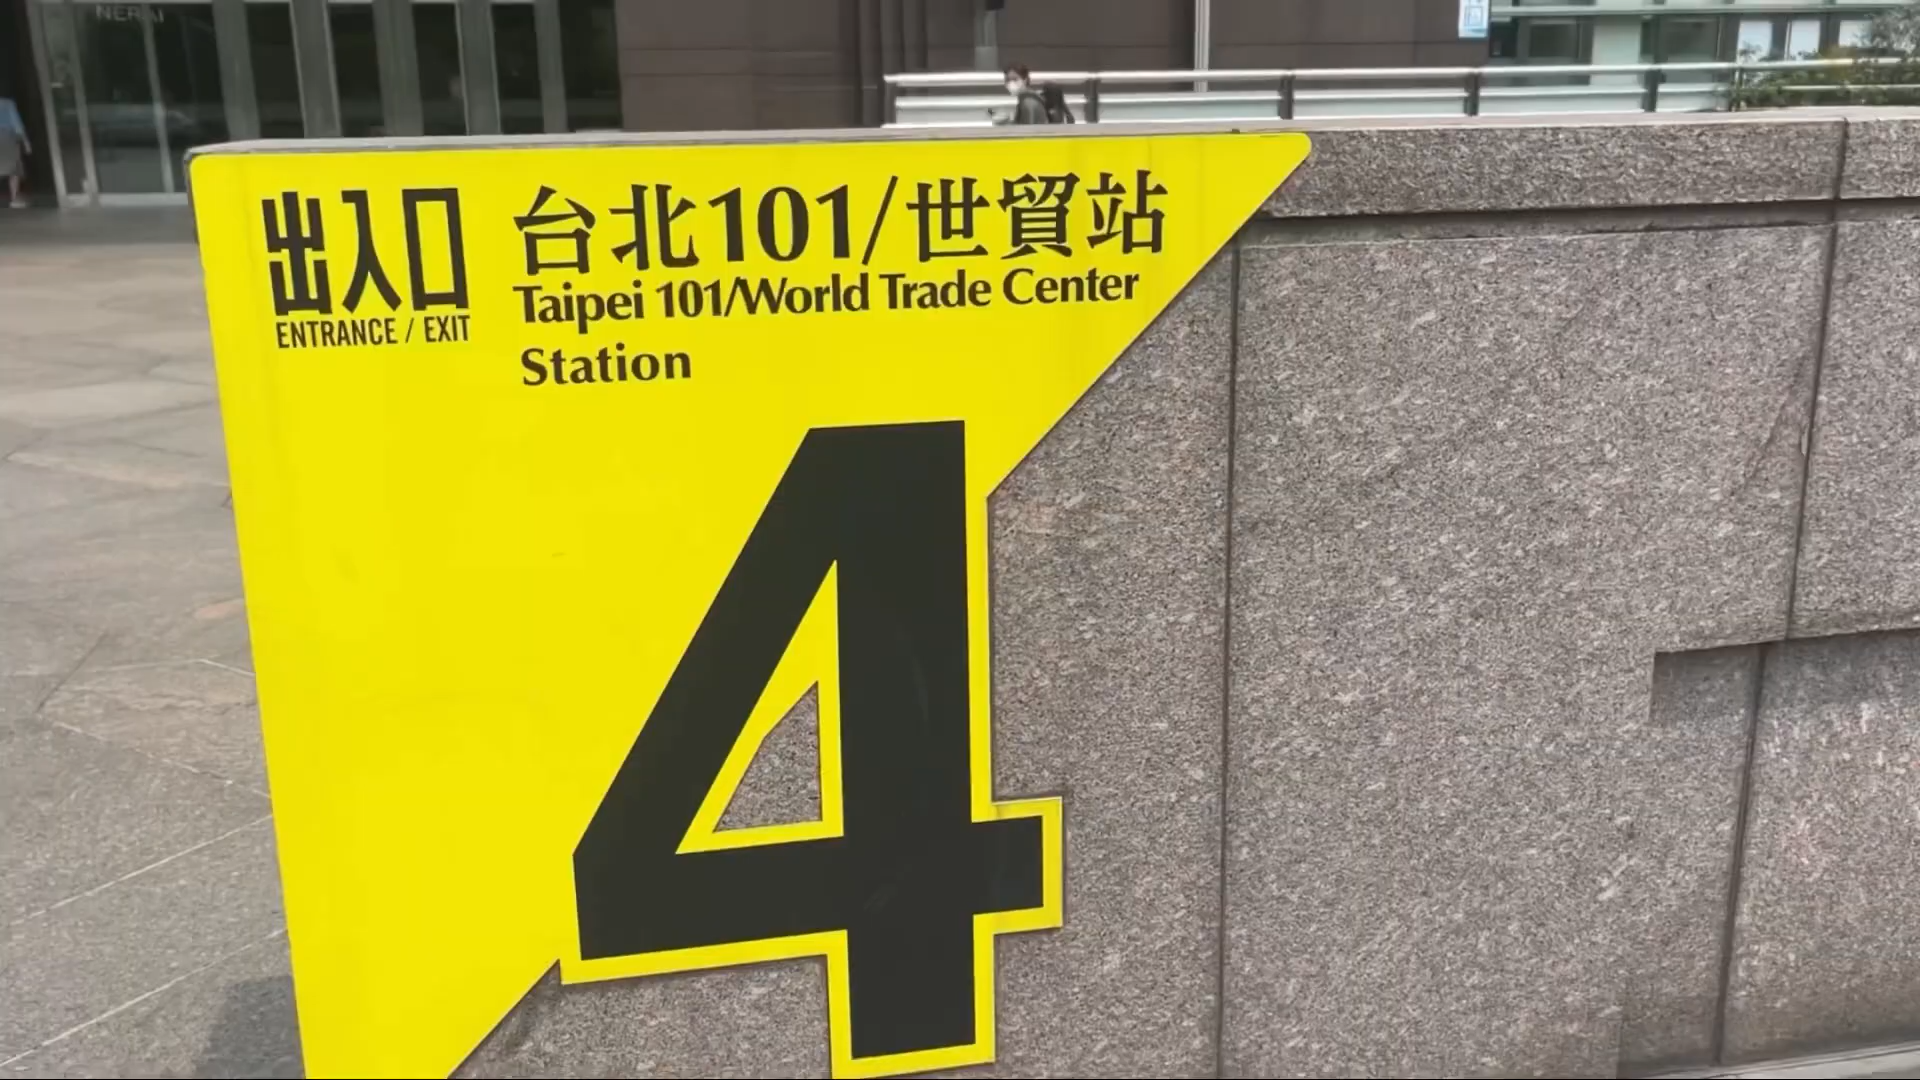 出入口
ENTRANCE / EXIT
台北101/世貿站
Taipei 101/World Trade Center
Station
4